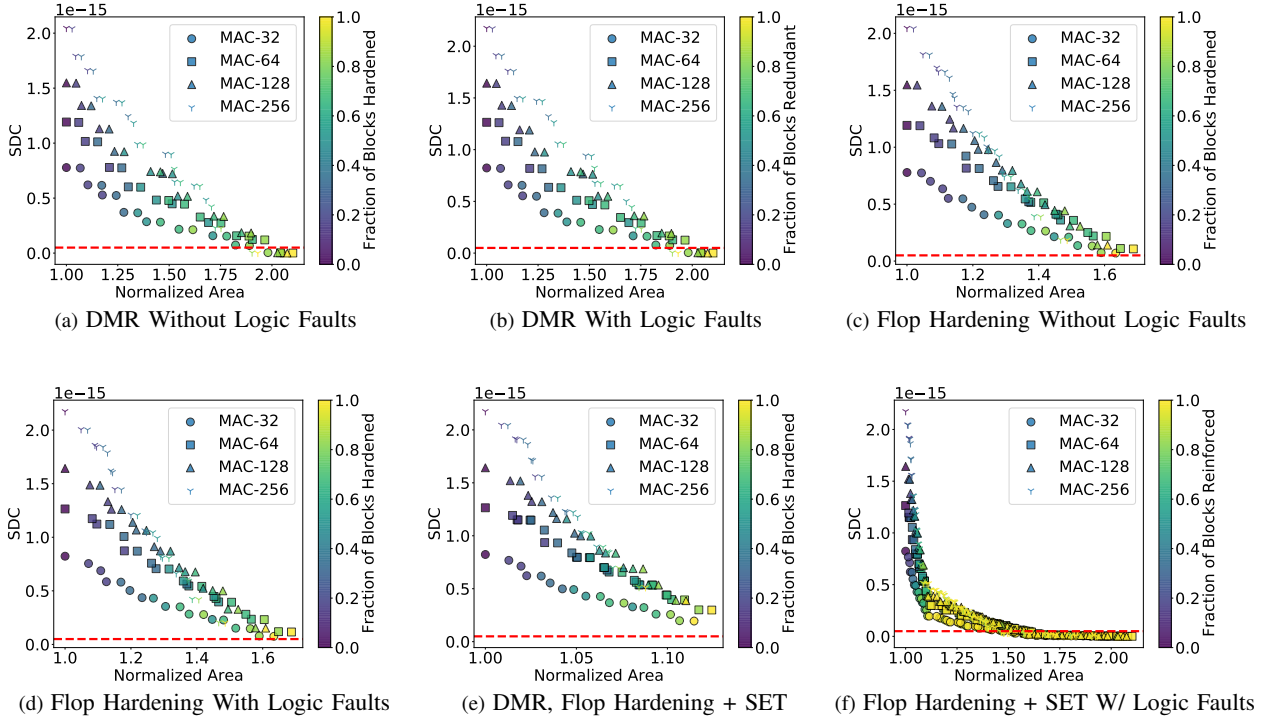 1e−15
2.0
1.5
1.0
0.5
0.0
SDC
1.00 1.25 1.50 1.75 2.00
Normalized Area
MAC-32
MAC-64
MAC-128
MAC-256
1.0
0.8
0.6
0.4
0.2
0.0
Fraction of Blocks Hardened
(a) DMR Without Logic Faults
1e−15
2.0
1.5
1.0
0.5
0.0
SDC
1.00 1.25 1.50 1.75 2.00
Normalized Area
MAC-32
MAC-64
MAC-128
MAC-256
1.0
0.8
0.6
0.4
0.2
0.0
Fraction of Blocks Redundant
(b) DMR With Logic Faults
1e−15
2.0
1.5
1.0
0.5
0.0
SDC
1.0 1.2 1.4 1.6
Normalized Area
MAC-32
MAC-64
MAC-128
MAC-256
1.0
0.8
0.6
0.4
0.2
0.0
Fraction of Blocks Hardened
(c) Flop Hardening Without Logic Faults
1e−15
2.0
1.5
1.0
0.5
0.0
SDC
1.0 1.2 1.4 1.6
Normalized Area
MAC-32
MAC-64
MAC-128
MAC-256
1.0
0.8
0.6
0.4
0.2
0.0
Fraction of Blocks Hardened
(d) Flop Hardening With Logic Faults
1e−15
2.0
1.5
1.0
0.5
0.0
SDC
1.00 1.05 1.10
Normalized Area
MAC-32
MAC-64
MAC-128
MAC-256
1.0
0.8
0.6
0.4
0.2
0.0
Fraction of Blocks Hardened
(e) DMR, Flop Hardening + SET
1e−15
2.0
1.5
1.0
0.5
0.0
SDC
1.00 1.25 1.50 1.75 2.00
Normalized Area
MAC-32
MAC-64
MAC-128
MAC-256
1.0
0.8
0.6
0.4
0.2
0.0
Fraction of Blocks Reinforced
(f) Flop Hardening + SET W/ Logic Faults